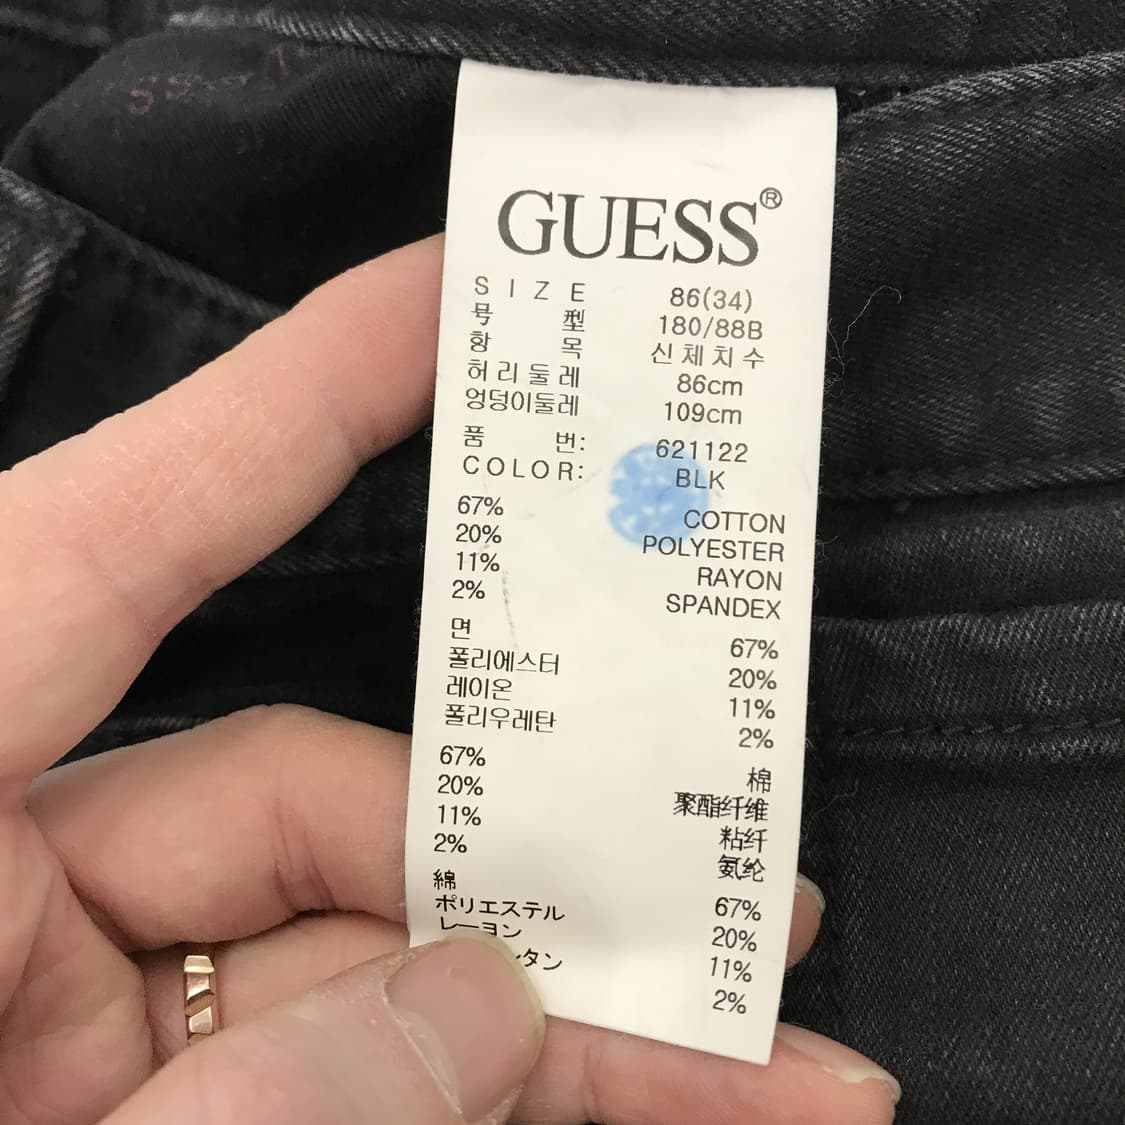 GUESS®
SIZE 86(34)
号型 180/88B
항목 신체치수
허리둘레 86cm
엉덩이둘레 109cm
품번: 621122
COLOR: BLK
67% COTTON
20% POLYESTER
11% RAYON
2% SPANDEX
면 67%
폴리에스터 20%
레이온 11%
폴리우레탄 2%
67% 棉
20% 聚酯纤维
11% 粘纤
2% 氨纶
綿 67%
ポリエステル 20%
レーヨン 11%
タン 2%